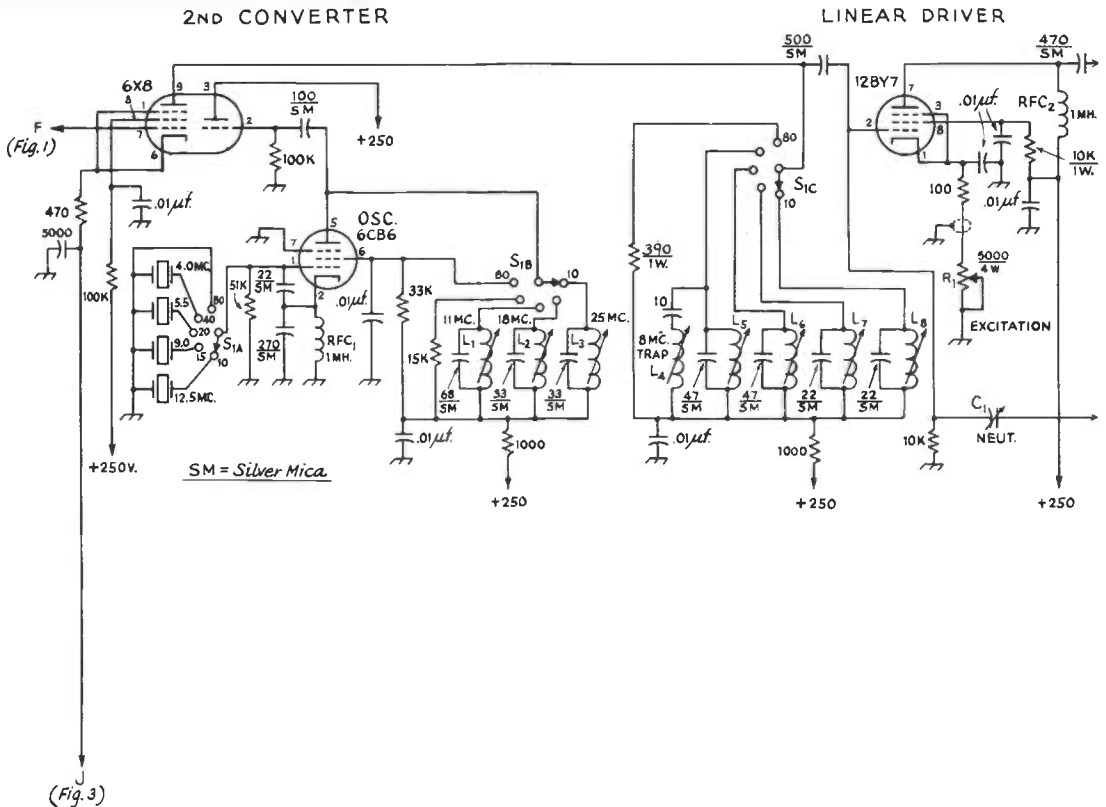 2ND CONVERTER
LINEAR DRIVER
6X8
9
3
1
8
7
6
2
F
(Fig. 1)
100
SM
100K
+250
470
5000
.01µf.
100K
+250V.
OSC.
6CB6
5
7
1
6
2
4.0MC.
5.5
9.0
12.5MC.
80
40
20
15
10
S1A
51K
22
SM
270
SM
RFC1
1MH.
.01µf.
33K
15K
S1B
80
10
11MC.
18MC.
25MC.
L1
L2
L3
68
SM
33
SM
33
SM
.01µf.
1000
+250
SM = Silver Mica
500
SM
80
S1C
10
390
1W.
10
8MC.
TRAP
L4
L5
L6
L7
L8
47
SM
47
SM
22
SM
22
SM
.01µf.
1000
+250
12BY7
7
2
3
8
1
.01µf.
470
SM
RFC2
1MH.
10K
1W.
100
.01µf
5000
4W
R1
EXCITATION
10K
C1
NEUT.
+250
J
(Fig. 3)